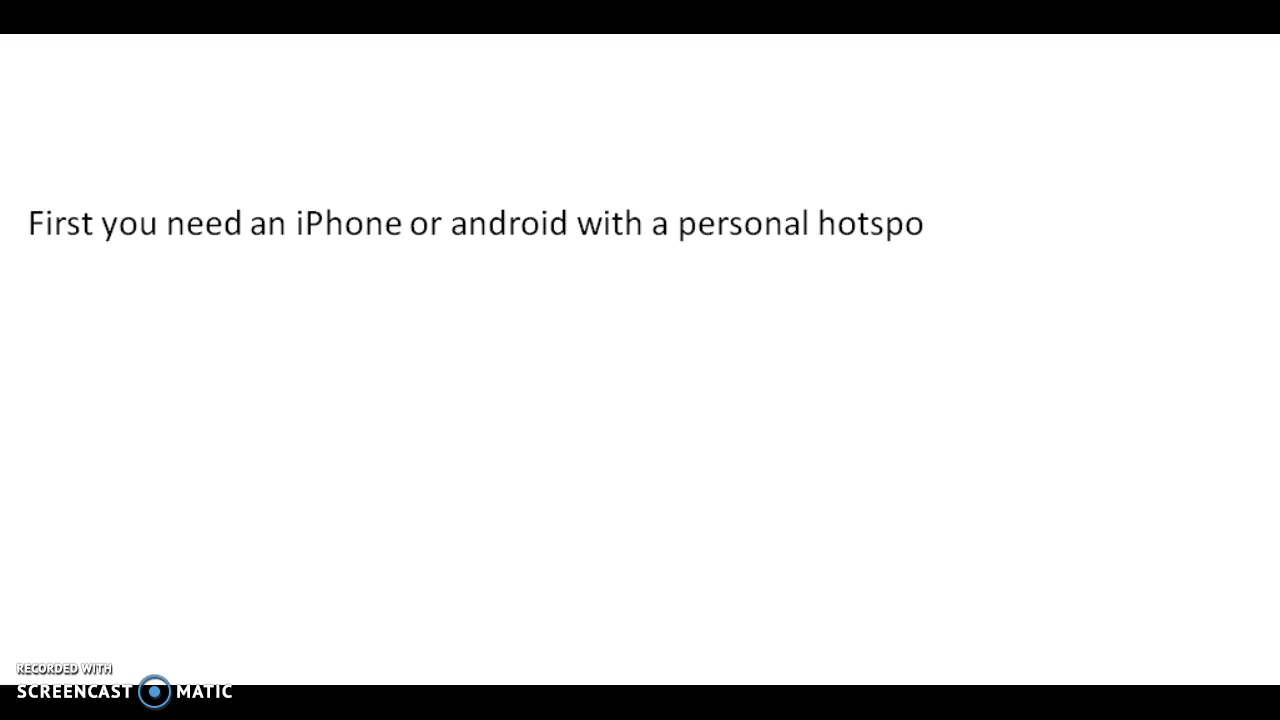 First you need an iPhone or android with a personal hotspo
RECORDED WITH
SCREENCAST MATIC